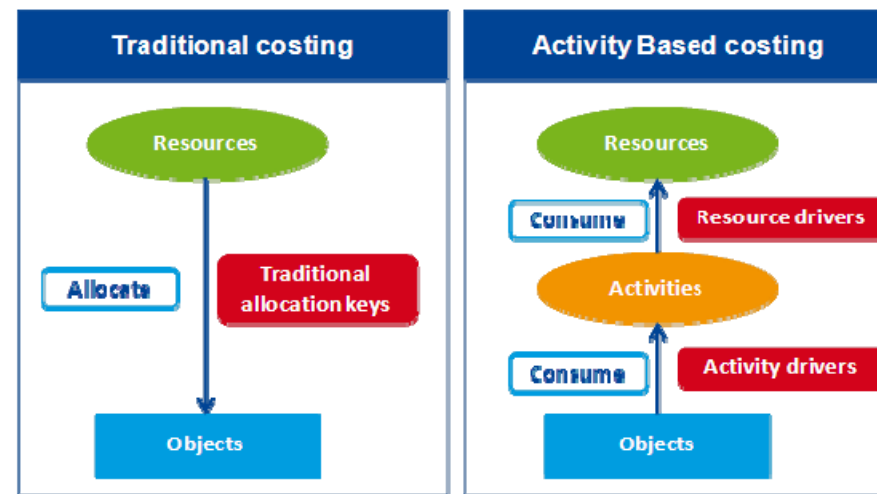 Traditional costing
Resources
Allocate
Traditional
allocation keys
Objects
Activity Based costing
Resources
Consume
Resource drivers
Activities
Consume
Activity drivers
Objects